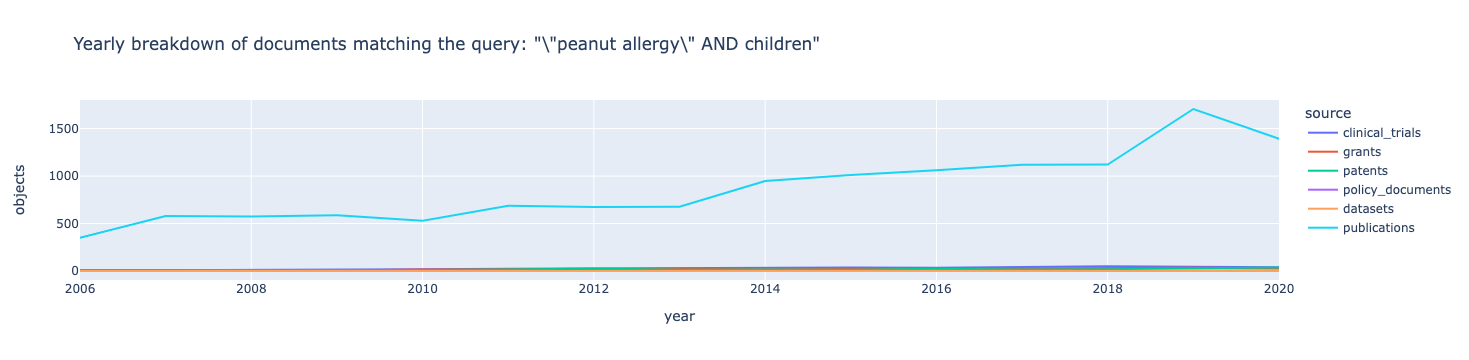 Yearly breakdown of documents matching the query: "\"peanut allergy\" AND children"
source
clinical_trials
grants
patents
policy_documents
datasets
publications
objects
1500
1000
500
0
2006 2008 2010 2012 2014 2016 2018 2020
year